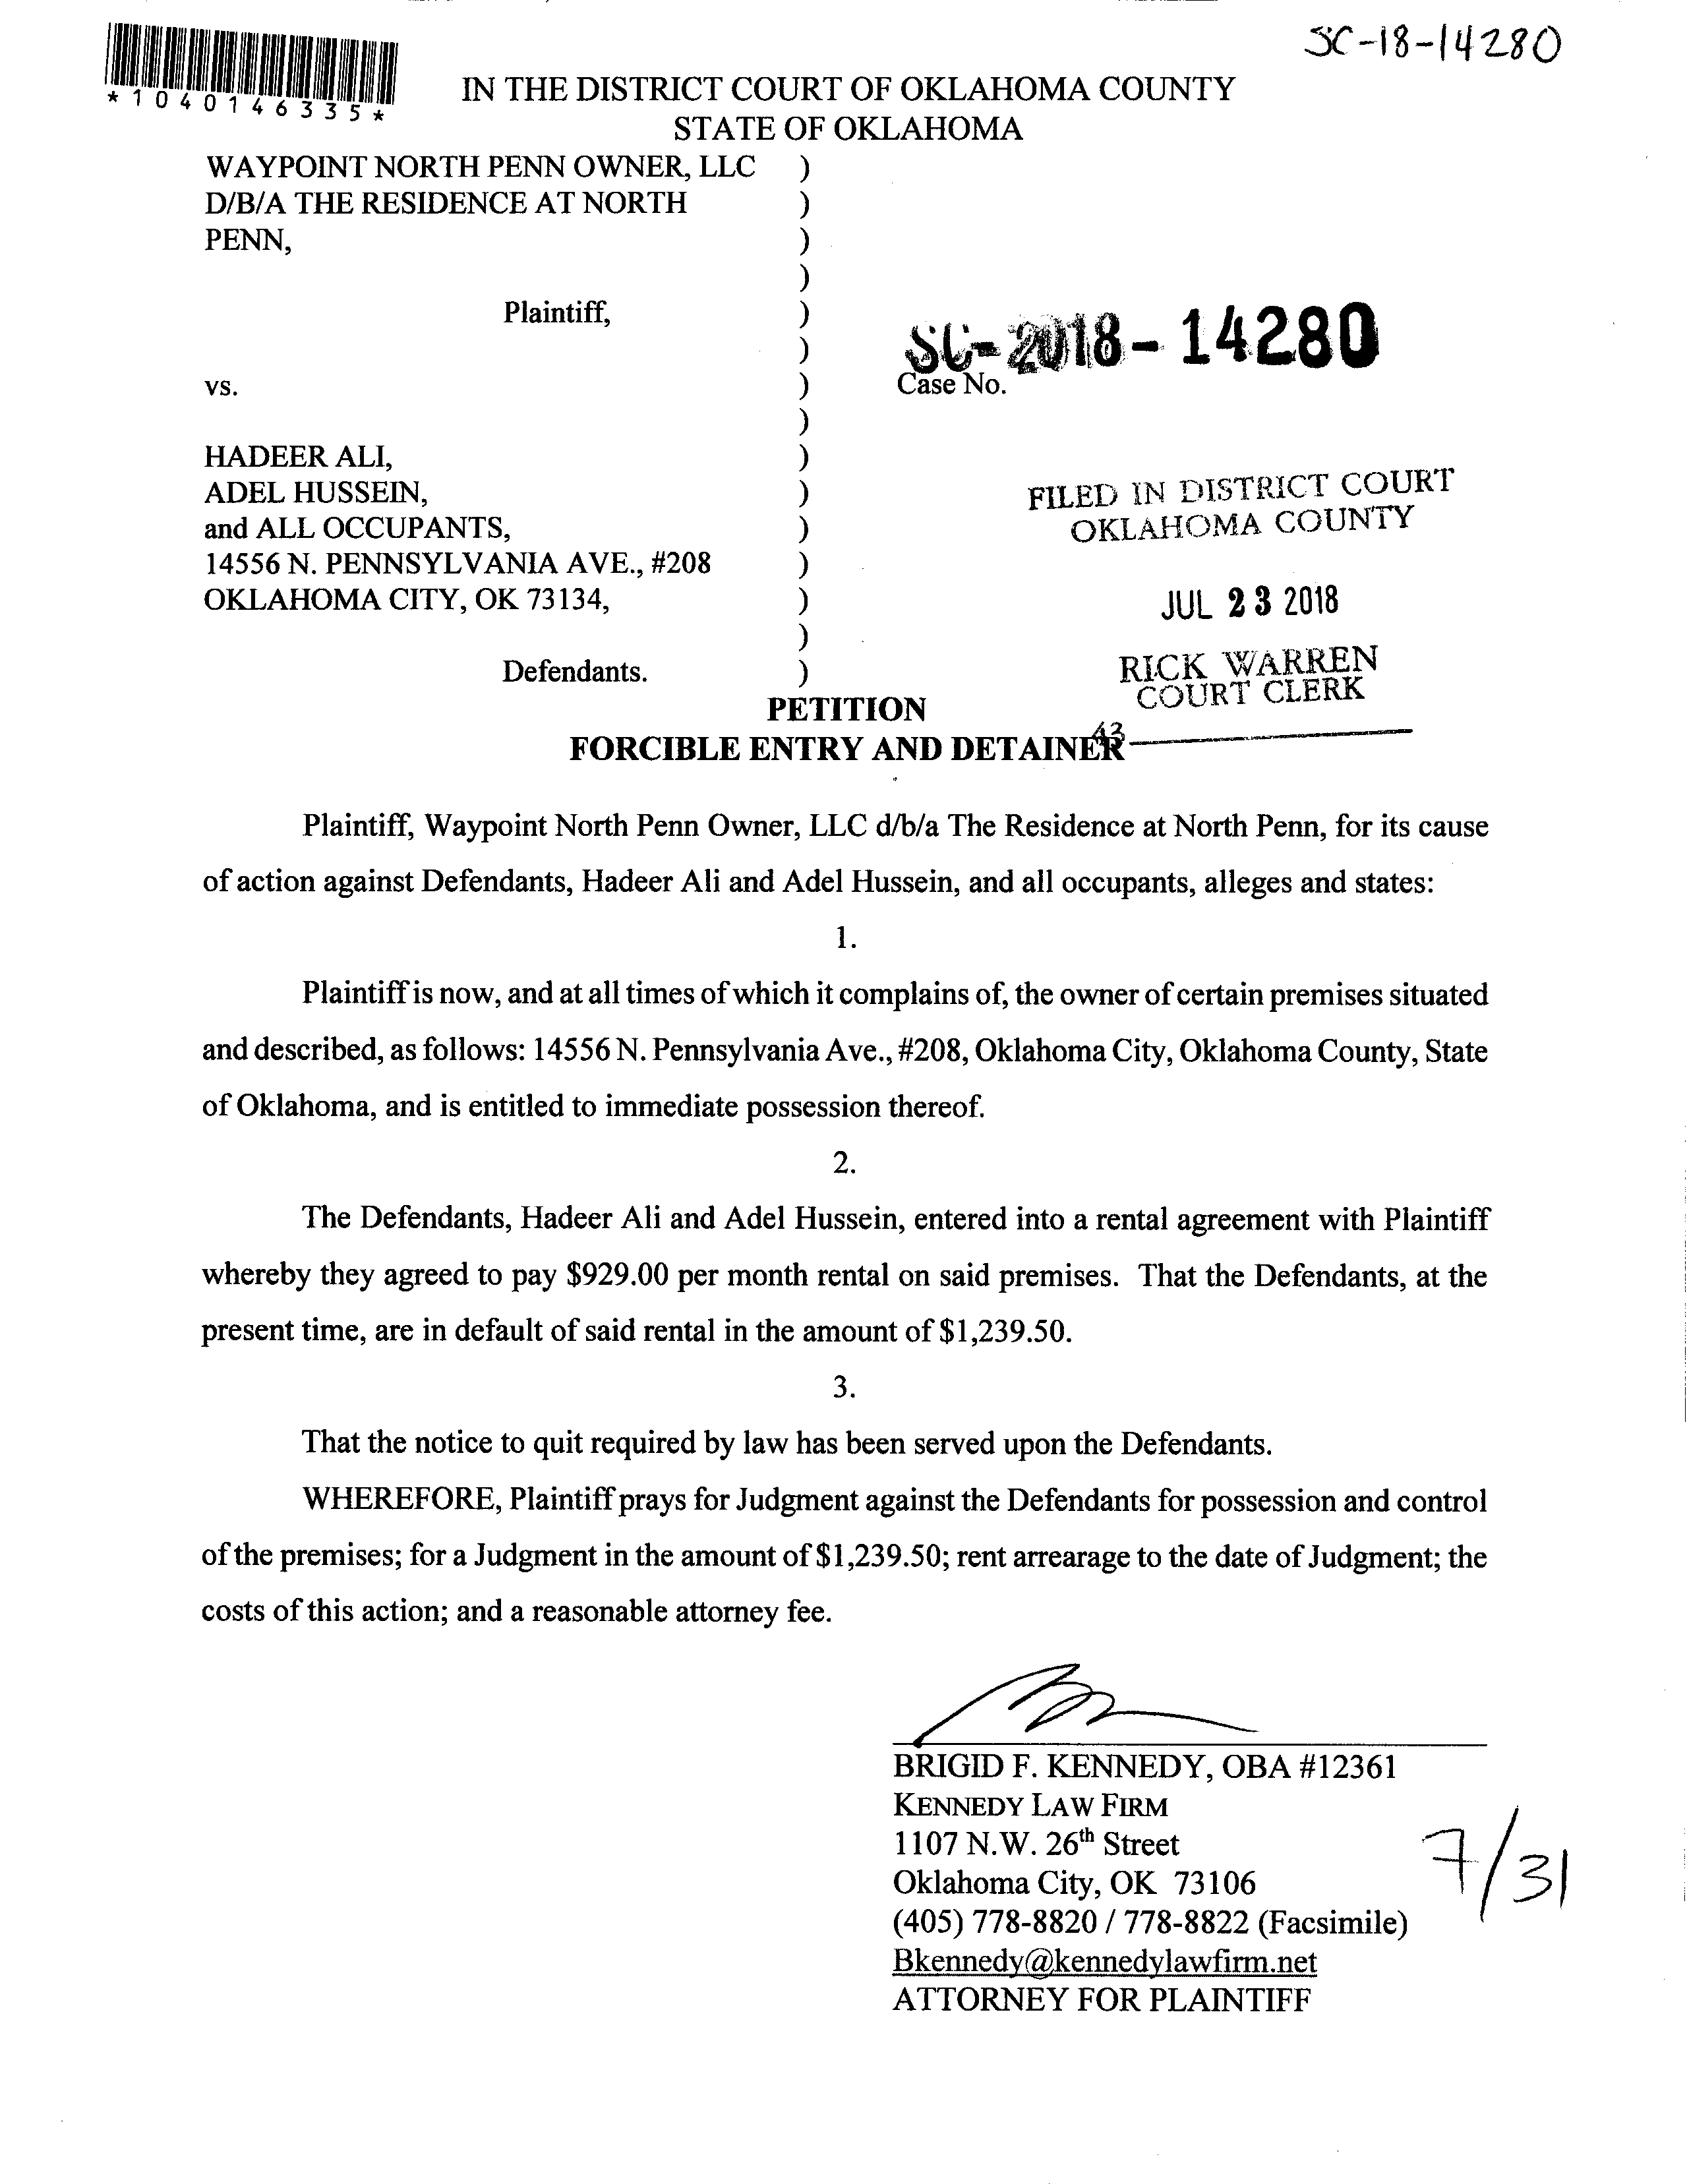 SC-18-14280
*1040146335*
IN THE DISTRICT COURT OF OKLAHOMA COUNTY
STATE OF OKLAHOMA
WAYPOINT NORTH PENN OWNER, LLC )
D/B/A THE RESIDENCE AT NORTH )
PENN, )
)
Plaintiff, )
)
SC-2018-14280
vs. ) Case No.
)
HADEER ALI, )
ADEL HUSSEIN, )
and ALL OCCUPANTS, )
14556 N. PENNSYLVANIA AVE., #208 )
OKLAHOMA CITY, OK 73134, )
)
Defendants. )
FILED IN DISTRICT COURT
OKLAHOMA COUNTY
JUL 23 2018
RICK WARREN
COURT CLERK
43
PETITION
FORCIBLE ENTRY AND DETAINER
Plaintiff, Waypoint North Penn Owner, LLC d/b/a The Residence at North Penn, for its cause
of action against Defendants, Hadeer Ali and Adel Hussein, and all occupants, alleges and states:
1.
Plaintiff is now, and at all times of which it complains of, the owner of certain premises situated
and described, as follows: 14556 N. Pennsylvania Ave., #208, Oklahoma City, Oklahoma County, State
of Oklahoma, and is entitled to immediate possession thereof.
2.
The Defendants, Hadeer Ali and Adel Hussein, entered into a rental agreement with Plaintiff
whereby they agreed to pay $929.00 per month rental on said premises. That the Defendants, at the
present time, are in default of said rental in the amount of $1,239.50.
3.
That the notice to quit required by law has been served upon the Defendants.
WHEREFORE, Plaintiff prays for Judgment against the Defendants for possession and control
of the premises; for a Judgment in the amount of $1,239.50; rent arrearage to the date of Judgment; the
costs of this action; and a reasonable attorney fee.
BRIGID F. KENNEDY, OBA #12361
KENNEDY LAW FIRM
1107 N.W. 26th Street
Oklahoma City, OK 73106
(405) 778-8820 / 778-8822 (Facsimile)
Bkennedy@kennedylawfirm.net
ATTORNEY FOR PLAINTIFF
7/31